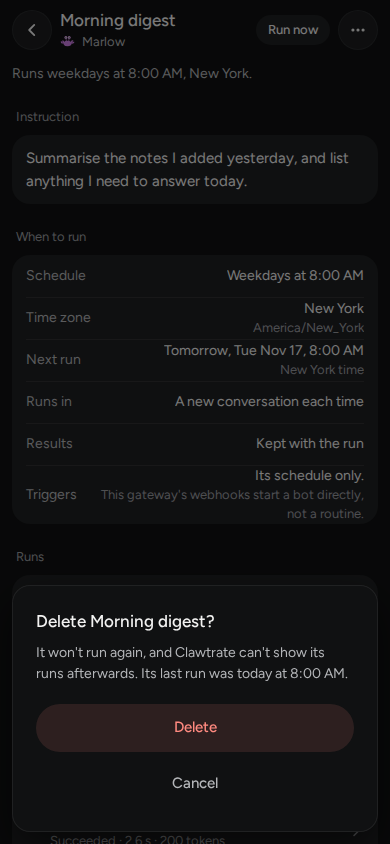 Morning digest
Marlow
Run now
Runs weekdays at 8:00 AM, New York.
Instruction
Summarise the notes I added yesterday, and list
anything I need to answer today.
When to run
Schedule
Weekdays at 8:00 AM
Time zone
New York
America/New_York
Next run
Tomorrow, Tue Nov 17, 8:00 AM
New York time
Runs in
A new conversation each time
Results
Kept with the run
Triggers
Its schedule only.
This gateway's webhooks start a bot directly,
not a routine.
Runs
Delete Morning digest?
It won't run again, and Clawtrate can't show its
runs afterwards. Its last run was today at 8:00 AM.
Delete
Cancel
Succeeded · 2.6 s · 200 tokens